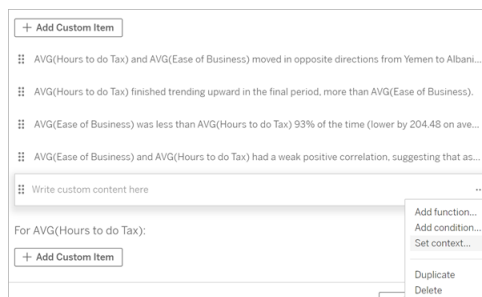 + Add Custom Item
AVG(Hours to do Tax) and AVG(Ease of Business) moved in opposite directions from Yemen to Albani...
AVG(Hours to do Tax) finished trending upward in the final period, more than AVG(Ease of Business).
AVG(Ease of Business) was less than AVG(Hours to do Tax) 93% of the time (lower by 204.48 on ave...
AVG(Ease of Business) and AVG(Hours to do Tax) had a weak positive correlation, suggesting that as...
Write custom content here
Add function...
Add condition...
Set context...
Duplicate
Delete
For AVG(Hours to do Tax):
+ Add Custom Item